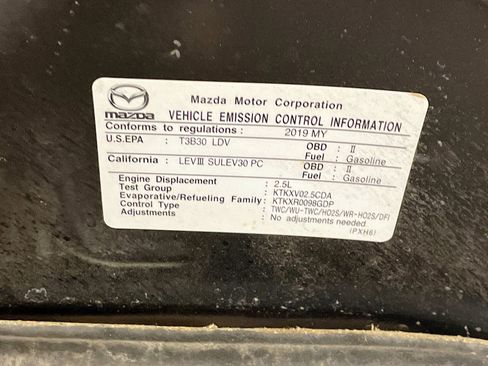 Mazda Motor Corporation
mazda VEHICLE EMISSION CONTROL INFORMATION
Conforms to regulations : 2019 MY
U.S.EPA : T3B30 LDV OBD : II
Fuel : Gasoline
California : LEVIII SULEV30 PC OBD : II
Fuel : Gasoline
Engine Displacement : 2.5L
Test Group : KTKXV02.5CDA
Evaporative/Refueling Family: KTKXR0098GDP
Control Type : TWC/WU-TWC/HO2S/WR-HO2S/DFI
Adjustments : No adjustments needed
(PXH6)